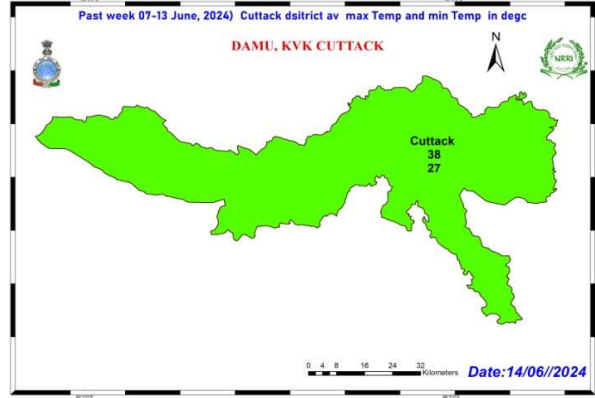 Past week 07-13 June, 2024) Cuttack dsitrict av max Temp and min Temp in degc
DAMU, KVK CUTTACK
N
NRRI
Cuttack
38
27
0 4 8 16 24 32
Kilometers
Date:14/06//2024